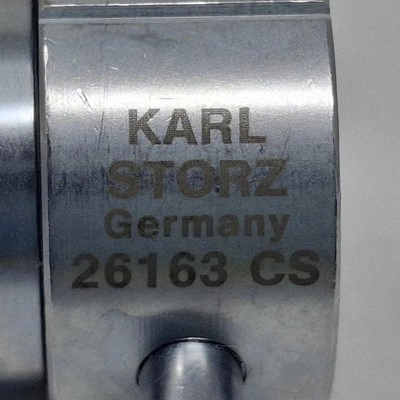 KARL
STORZ
Germany
26163 CS